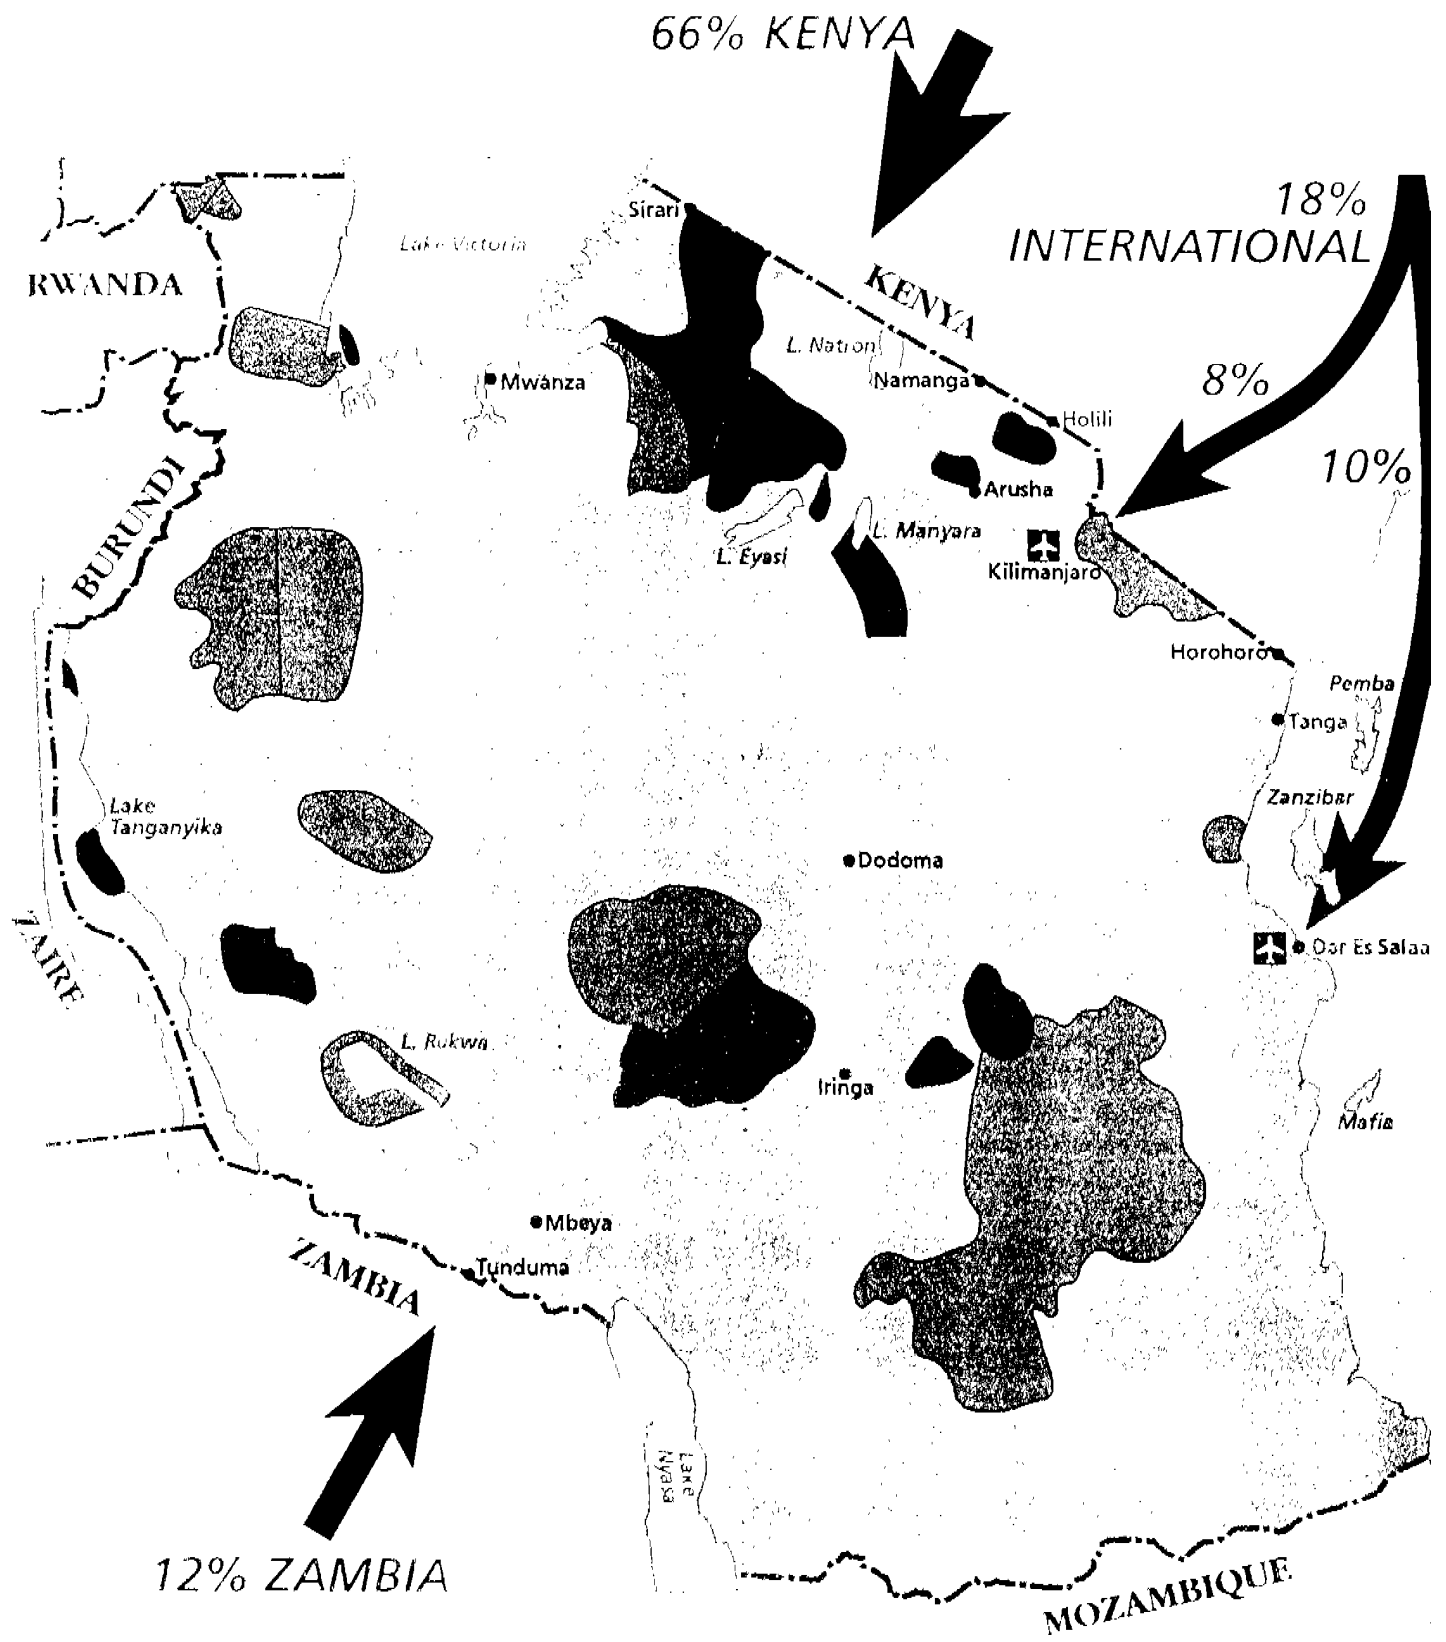 66% KENYA
18%
INTERNATIONAL
Sirari
Lake Victoria
RWANDA
KENYA
L. Natron
Mwanza
Namanga
8%
Holili
10%
BURUNDI
Arusha
L. Eyasi
L. Manyara
Kilimanjaro
Horohoro
Pemba
Tanga
Lake
Tanganyika
Zanzibar
Dodoma
ZAIRE
Dar Es Salaa
L. Rukwa
Iringa
Mafia
Mbeya
ZAMBIA
Tunduma
Lake
Nyasa
12% ZAMBIA
MOZAMBIQUE